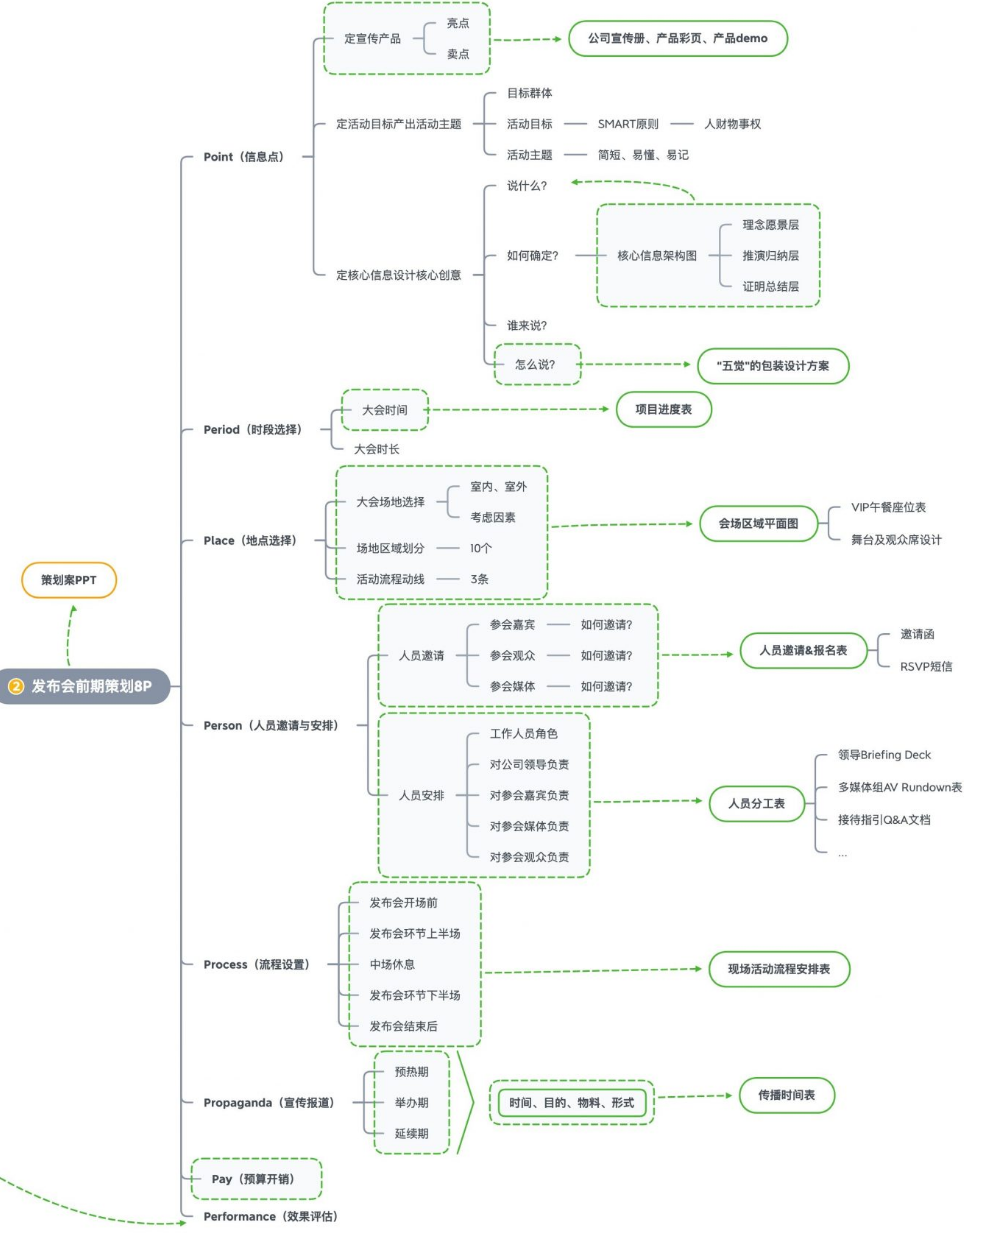 亮点
定宣传产品
公司宣传册、产品彩页、产品demo
卖点
目标群体
定活动目标产出活动主题
活动目标
SMART原则
人财物事权
活动主题
简短、易懂、易记
Point（信息点）
说什么？
理念愿景层
如何确定？
核心信息架构图
推演归纳层
定核心信息设计核心创意
证明总结层
谁来说？
怎么说？
"五觉"的包装设计方案
大会时间
项目进度表
Period（时段选择）
大会时长
室内、室外
大会场地选择
考虑因素
会场区域平面图
VIP午餐座位表
舞台及观众席设计
Place（地点选择）
场地区域划分
10个
活动流程动线
3条
策划案PPT
参会嘉宾
如何邀请？
人员邀请
参会观众
如何邀请？
人员邀请&报名表
邀请函
RSVP短信
参会媒体
如何邀请？
② 发布会前期策划8P
Person（人员邀请与安排）
工作人员角色
对公司领导负责
人员安排
对参会嘉宾负责
人员分工表
领导Briefing Deck
多媒体组AV Rundown表
接待指引Q&A文档
...
对参会媒体负责
对参会观众负责
发布会开场前
发布会环节上半场
Process（流程设置）
中场休息
现场活动流程安排表
发布会环节下半场
发布会结束后
预热期
Propaganda（宣传报道）
举办期
时间、目的、物料、形式
传播时间表
延续期
Pay（预算开销）
Performance（效果评估）